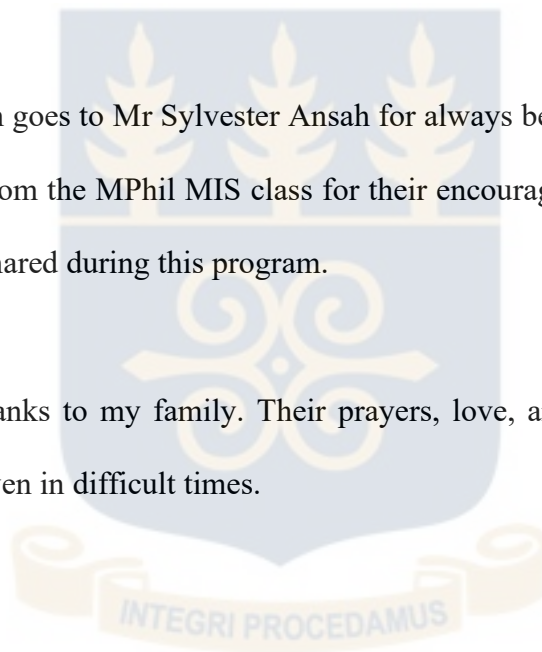 goes to Mr Sylvester Ansah for always be
om the MPhil MIS class for their encourag
ared during this program.
anks to my family. Their prayers, love, a
en in difficult times.
INTEGRI PROCEDAMUS